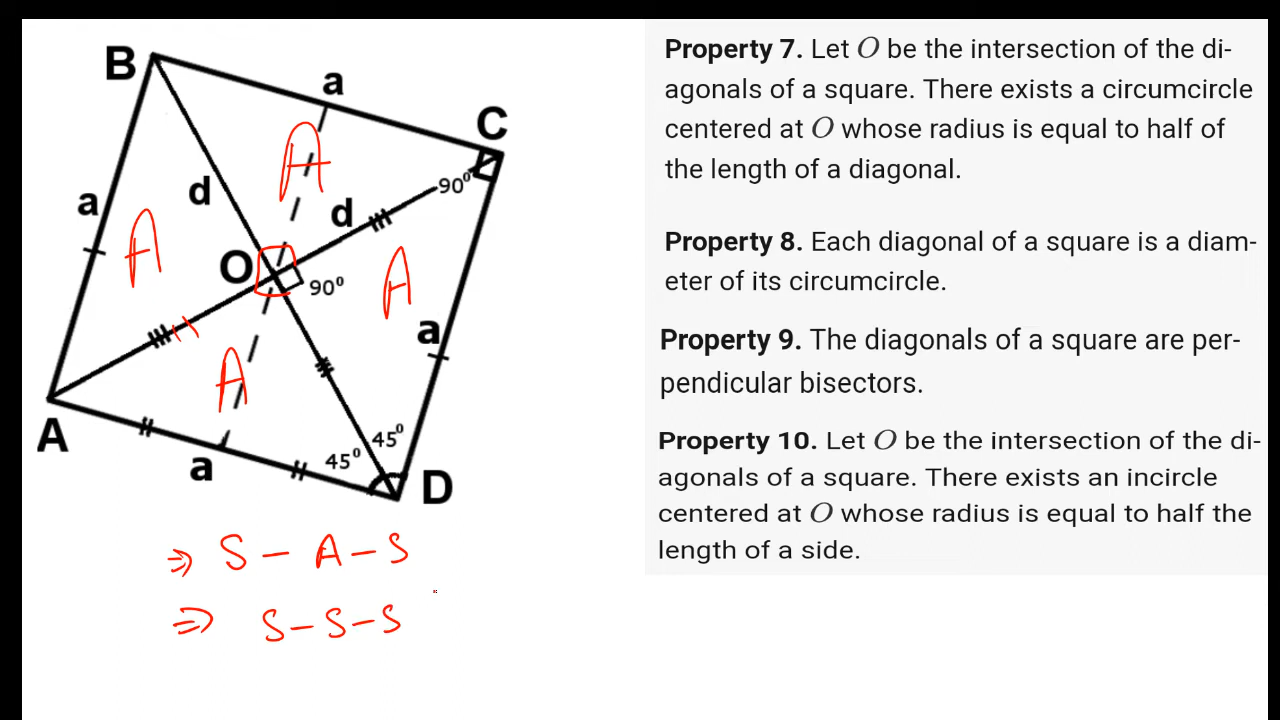 B
a
C
A
90⁰
d
d
a
A
A
O
90⁰
a
A
A
45⁰
45⁰
a
D
⇒ S – A – S
⇒ S – S – S
Property 7. Let O be the intersection of the di-
agonals of a square. There exists a circumcircle
centered at O whose radius is equal to half of
the length of a diagonal.
Property 8. Each diagonal of a square is a diam-
eter of its circumcircle.
Property 9. The diagonals of a square are per-
pendicular bisectors.
Property 10. Let O be the intersection of the di-
agonals of a square. There exists an incircle
centered at O whose radius is equal to half the
length of a side.